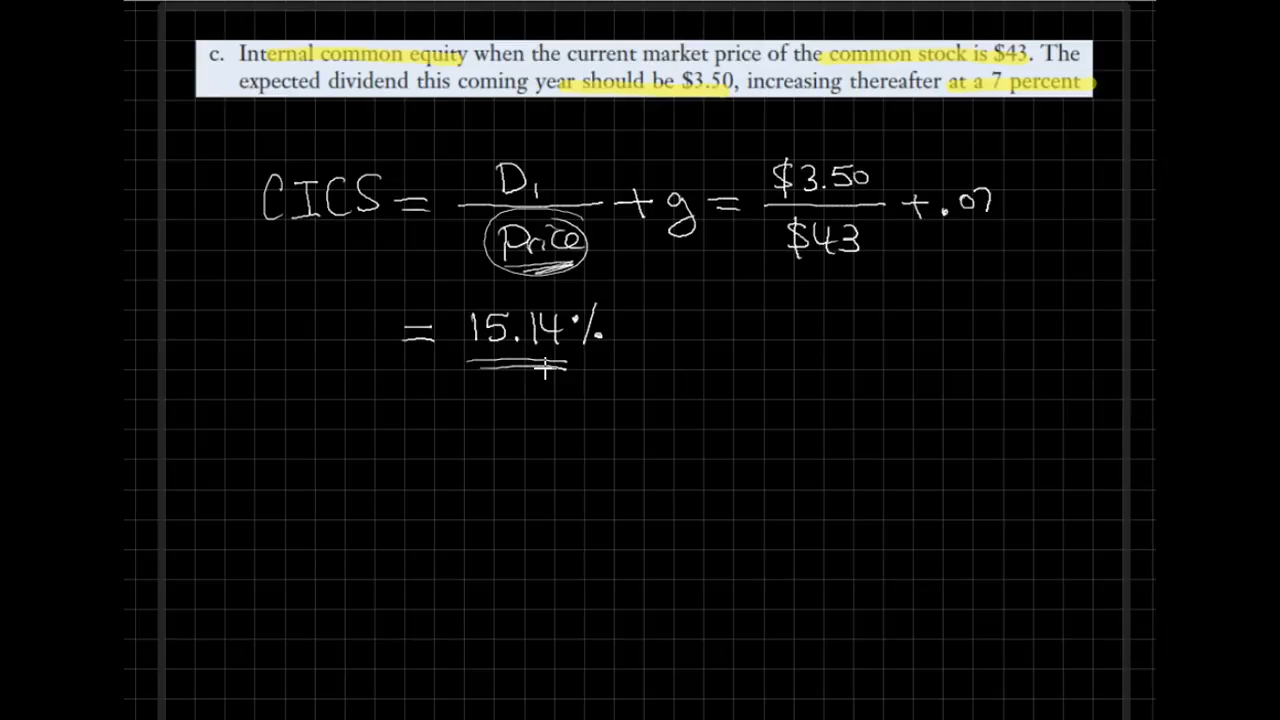 c. Internal common equity when the current market price of the common stock is $43. The
expected dividend this coming year should be $3.50, increasing thereafter at a 7 percent
CICS = D₁ / Price + g = $3.50 / $43 + .07
= 15.14%